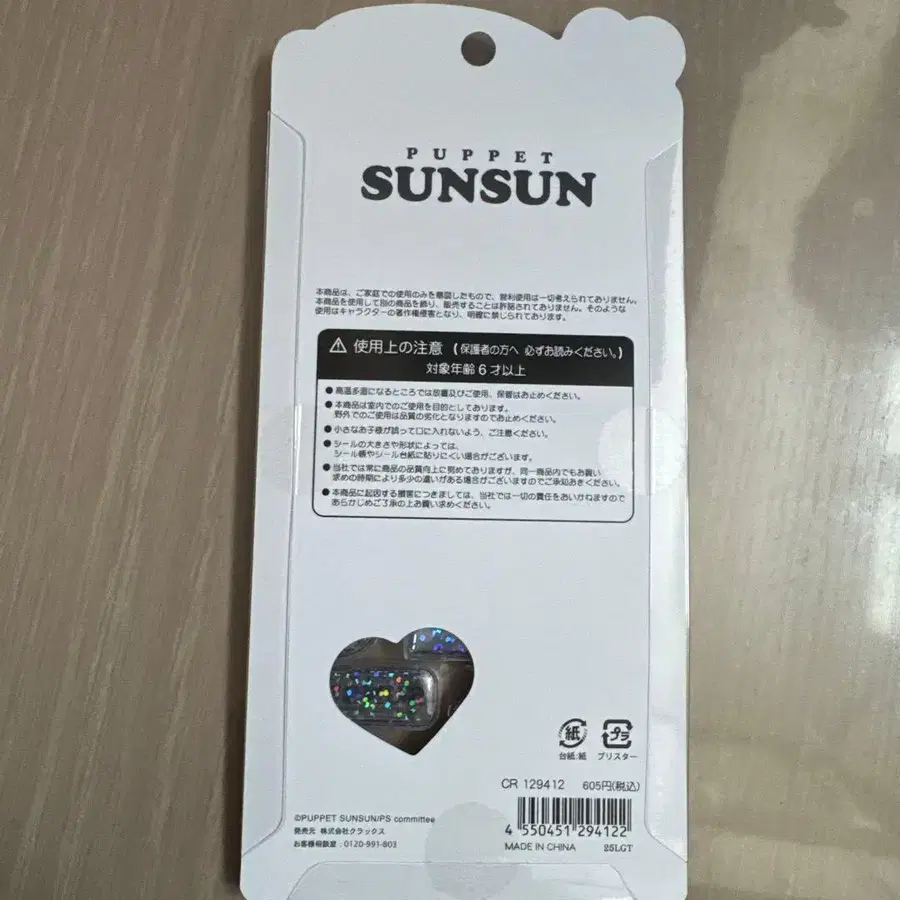 PUPPET
SUNSUN
本商品は、ご家庭での使用のみを意図したもので、営利使用は一切考えられておりません。
本商品を使用して別の商品を飾り、販売することは許諾されておりません。そのような
使用はキャラクターの著作権侵害となり、明確に禁じられております。
⚠ 使用上の注意 (保護者の方へ 必ずお読みください。)
対象年齢6才以上
●高温多湿になるところでは放置及びご使用、保管はお止めください。
●本商品は室内でのご使用を目的としております。
野外でのご使用は品質の劣化となりますのでお止めください。
●小さなお子様が誤って口に入れないよう、ご注意ください。
●シールの大きさや形状によっては、
シール帳やシール台紙に貼りにくい場合がございます。
●当社では常に商品の品質向上に努めておりますが、同一商品内でもお買い
求めの時期により多少の違いがある場合がございますのでご承知おきください。
●本商品に起因する損害につきましては、当社では一切の責任をおいかねますので
あらかじめご了承の上お買い求めください。
紙
プラ
台紙:紙
ブリスター
CR 129412 605円(税込)
4 550451 294122
MADE IN CHINA 25LGT
©PUPPET SUNSUN/PS committee
発売元 株式会社クラックス
お客様相談室:0120-991-803